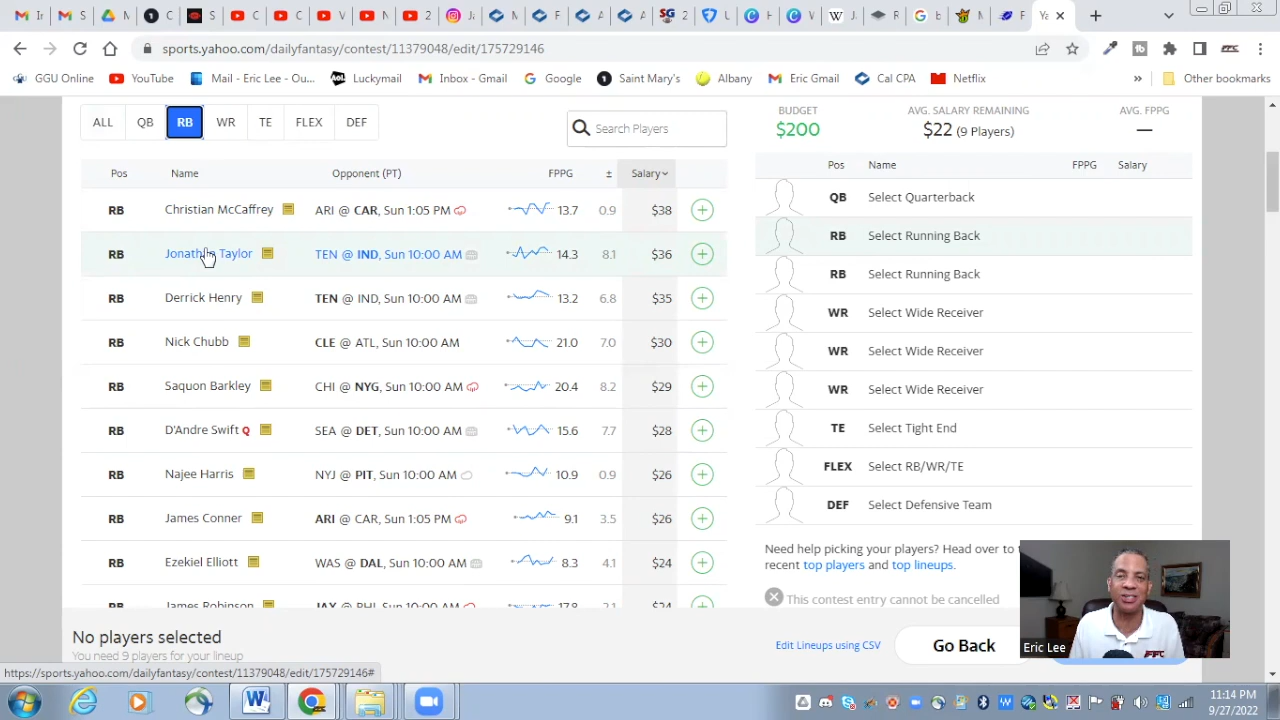 M
sports.yahoo.com/dailyfantasy/contest/11379048/edit/175729146
GGU Online YouTube Mail - Eric Lee - Ou... Luckymail Inbox - Gmail Google Saint Mary's Albany Eric Gmail Cal CPA Netflix » Other bookmarks
ALL QB RB WR TE FLEX DEF
Search Players
BUDGET AVG. SALARY REMAINING AVG. FPPG
$200 $22 (9 Players) —
Pos Name Opponent (PT) FPPG ± Salary
RB Christian McCaffrey ARI @ CAR, Sun 1:05 PM 13.7 0.9 $38
RB Jonathan Taylor TEN @ IND, Sun 10:00 AM 14.3 8.1 $36
RB Derrick Henry TEN @ IND, Sun 10:00 AM 13.2 6.8 $35
RB Nick Chubb CLE @ ATL, Sun 10:00 AM 21.0 7.0 $30
RB Saquon Barkley CHI @ NYG, Sun 10:00 AM 20.4 8.2 $29
RB D'Andre Swift Q SEA @ DET, Sun 10:00 AM 15.6 7.7 $28
RB Najee Harris NYJ @ PIT, Sun 10:00 AM 10.9 0.9 $26
RB James Conner ARI @ CAR, Sun 1:05 PM 9.1 3.5 $26
RB Ezekiel Elliott WAS @ DAL, Sun 10:00 AM 8.3 4.1 $24
RB James Robinson JAX @ PHI, Sun 10:00 AM 17.8 2.1 $24
Pos Name FPPG Salary
QB Select Quarterback
RB Select Running Back
RB Select Running Back
WR Select Wide Receiver
WR Select Wide Receiver
WR Select Wide Receiver
TE Select Tight End
FLEX Select RB/WR/TE
DEF Select Defensive Team
Need help picking your players? Head over to
recent top players and top lineups.
This contest entry cannot be cancelled
No players selected
You need 9 players for your lineup
Edit Lineups using CSV
Go Back
Eric Lee
https://sports.yahoo.com/dailyfantasy/contest/11379048/edit/175729146#
11:14 PM
9/27/2022